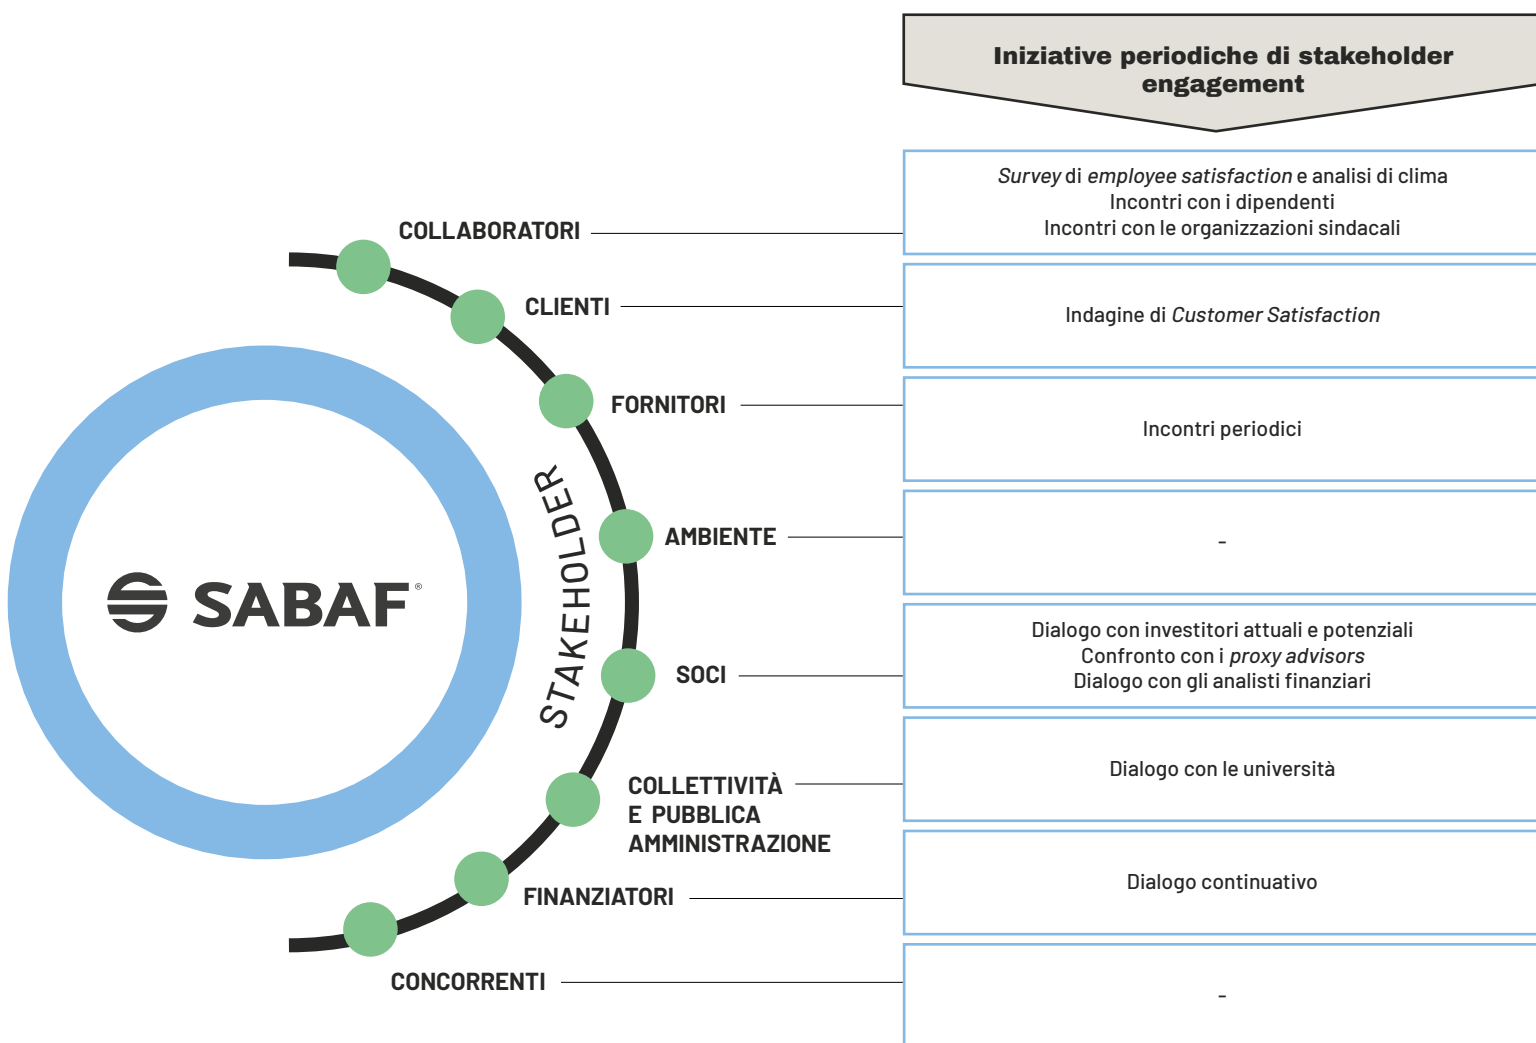 Iniziative periodiche di stakeholder
engagement
COLLABORATORI
Survey di employee satisfaction e analisi di clima
Incontri con i dipendenti
Incontri con le organizzazioni sindacali
CLIENTI
Indagine di Customer Satisfaction
FORNITORI
Incontri periodici
AMBIENTE
-
SOCI
Dialogo con investitori attuali e potenziali
Confronto con i proxy advisors
Dialogo con gli analisti finanziari
COLLETTIVITÀ
E PUBBLICA
AMMINISTRAZIONE
Dialogo con le università
FINANZIATORI
Dialogo continuativo
CONCORRENTI
-
STAKEHOLDER
SABAF®